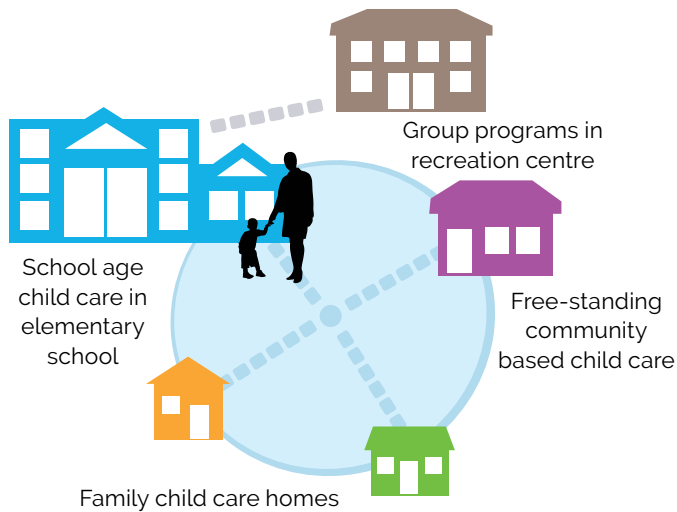 Group programs in
recreation centre
School age
child care in
elementary
school
Free-standing
community
based child care
Family child care homes